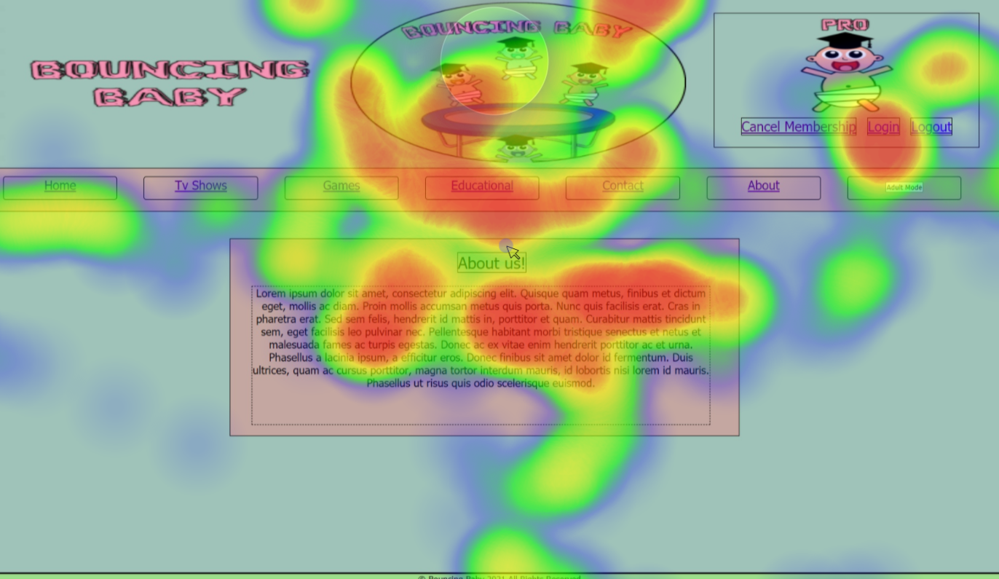 BOUNCING
BABY
BOUNCING BABY
PRO
Cancel Membership Login Logout
Home Tv Shows Games Educational Contact About Adult Mode
About us!
Lorem ipsum dolor sit amet, consectetur adipiscing elit. Quisque quam metus, finibus et dictum
eget, mollis ac diam. Proin mollis accumsan metus quis porta. Nunc quis facilisis erat. Cras in
pharetra erat. Sed sem felis, hendrerit id mattis in, porttitor et quam. Curabitur mattis tincidunt
sem, eget facilisis leo pulvinar nec. Pellentesque habitant morbi tristique senectus et netus et
malesuada fames ac turpis egestas. Donec ac ex vitae enim hendrerit porttitor ac et urna.
Phasellus a lacinia ipsum, a efficitur eros. Donec finibus sit amet dolor id fermentum. Duis
ultrices, quam ac cursus porttitor, magna tortor interdum mauris, id lobortis nisi lorem id mauris.
Phasellus ut risus quis odio scelerisque euismod.
© Bouncing Baby 2021 All Rights Reserved